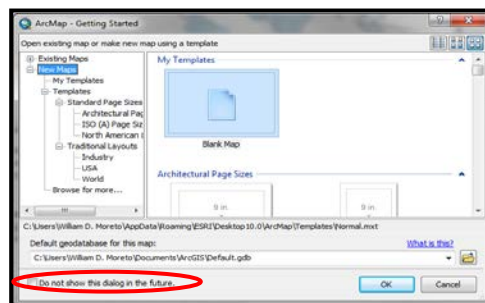 ArcMap - Getting Started
Open existing map or make new map using a template
Existing Maps
New Maps
My Templates
Templates
Standard Page Sizes
Architectural Pag
ISO (A) Page Siz
North American (
Traditional Layouts
Industry
USA
World
Browse for more...
My Templates
Blank Map
Architectural Page Sizes
9 in.
9 in.
C:\Users\William D. Moreto\AppData\Roaming\ESRI\Desktop10.0\ArcMap\Templates\Normal.mxt
Default geodatabase for this map:
What is this?
C:\Users\William D. Moreto\Documents\ArcGIS\Default.gdb
Do not show this dialog in the future.
OK
Cancel